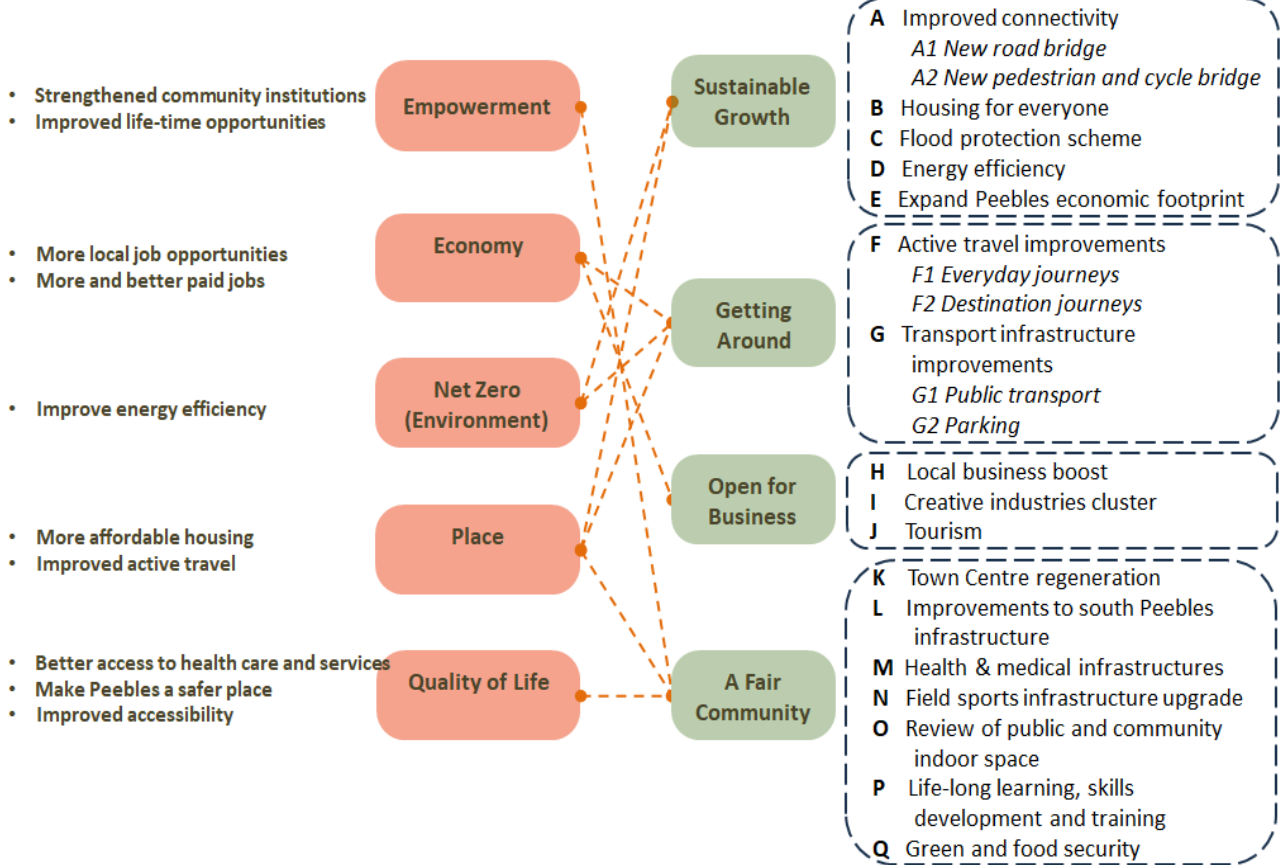 • Strengthened community institutions
• Improved life-time opportunities
• More local job opportunities
• More and better paid jobs
• Improve energy efficiency
• More affordable housing
• Improved active travel
• Better access to health care and services
• Make Peebles a safer place
• Improved accessibility
Empowerment
Economy
Net Zero
(Environment)
Place
Quality of Life
Sustainable
Growth
Getting
Around
Open for
Business
A Fair
Community
A Improved connectivity
A1 New road bridge
A2 New pedestrian and cycle bridge
B Housing for everyone
C Flood protection scheme
D Energy efficiency
E Expand Peebles economic footprint
F Active travel improvements
F1 Everyday journeys
F2 Destination journeys
G Transport infrastructure
improvements
G1 Public transport
G2 Parking
H Local business boost
I Creative industries cluster
J Tourism
K Town Centre regeneration
L Improvements to south Peebles
infrastructure
M Health & medical infrastructures
N Field sports infrastructure upgrade
O Review of public and community
indoor space
P Life-long learning, skills
development and training
Q Green and food security